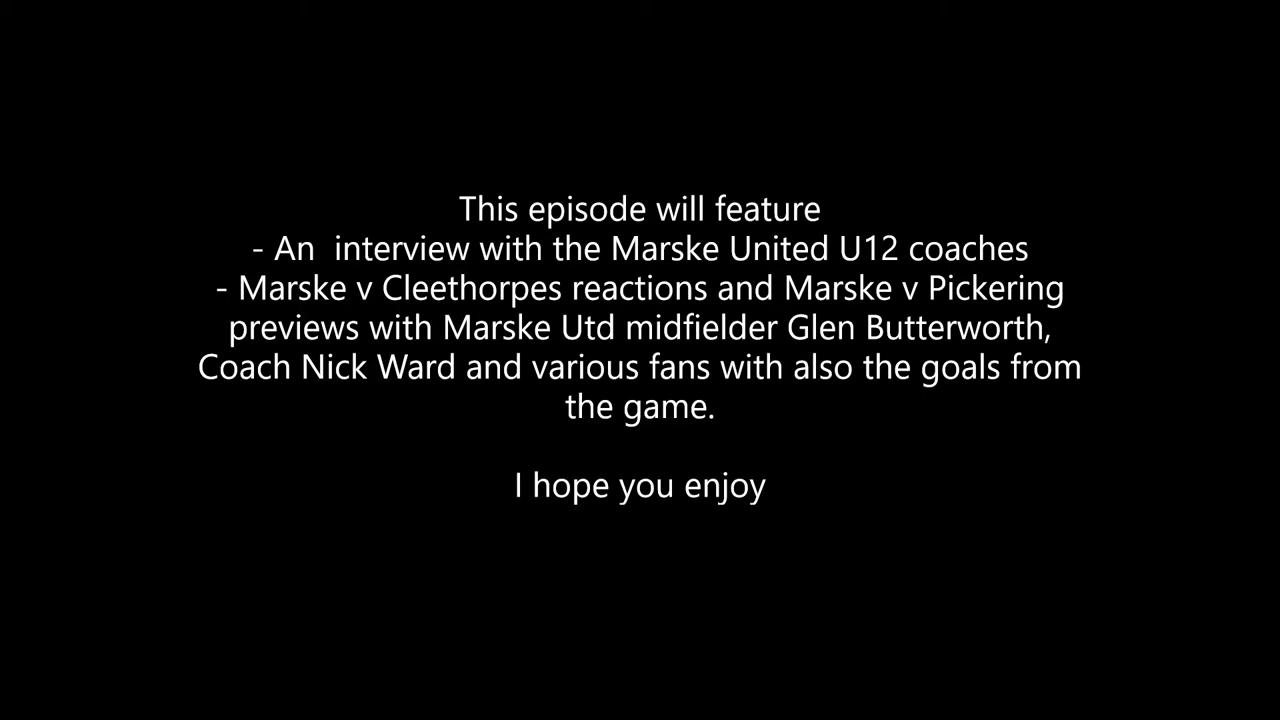 This episode will feature
- An  interview with the Marske United U12 coaches
- Marske v Cleethorpes reactions and Marske v Pickering
previews with Marske Utd midfielder Glen Butterworth,
Coach Nick Ward and various fans with also the goals from
the game.
I hope you enjoy